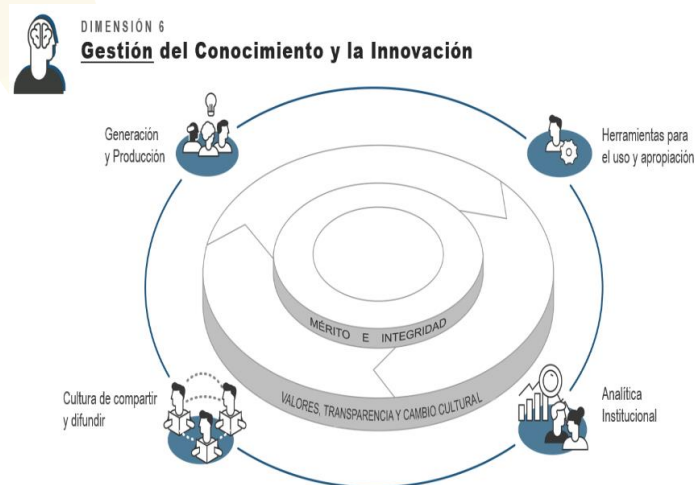 DIMENSIÓN 6
Gestión del Conocimiento y la Innovación
Generación
y Producción
Herramientas para
el uso y apropiación
MÉRITO E INTEGRIDAD
VALORES, TRANSPARENCIA Y CAMBIO CULTURAL
Cultura de compartir
y difundir
Analítica
Institucional